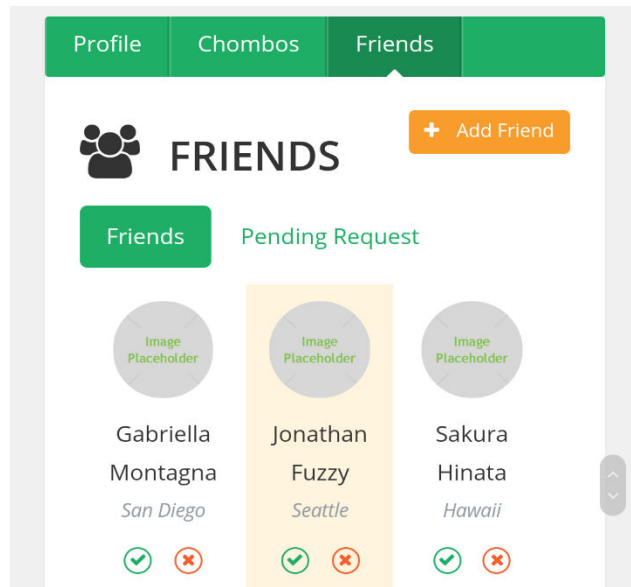 Profile Chombos Friends
FRIENDS
+ Add Friend
Friends Pending Request
Image Placeholder
Image Placeholder
Image Placeholder
Gabriella Montagna
San Diego
Jonathan Fuzzy
Seattle
Sakura Hinata
Hawaii